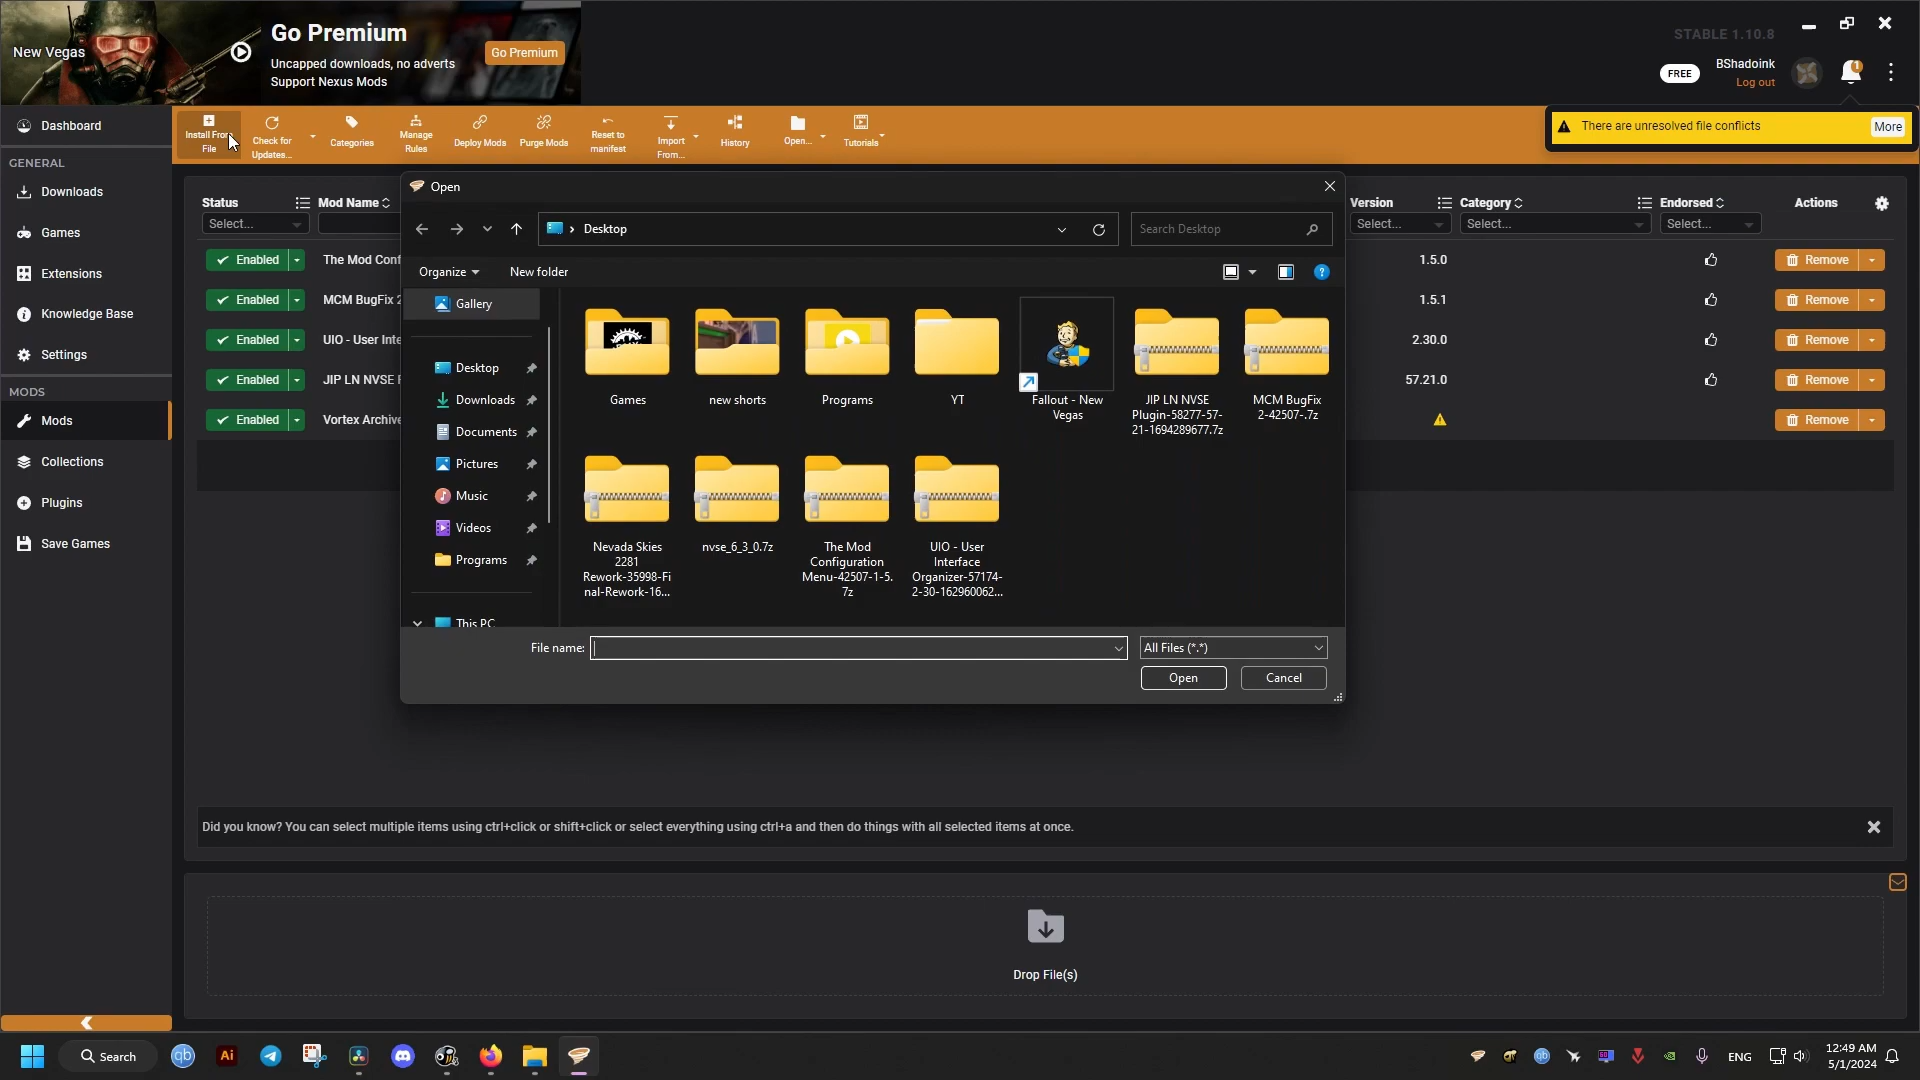 New Vegas
Go Premium
Uncapped downloads, no adverts
Support Nexus Mods
Go Premium
STABLE 1.10.8
FREE
BShadoink
Log out
1
Dashboard
GENERAL
Downloads
Games
Extensions
Knowledge Base
Settings
MODS
Mods
Collections
Plugins
Save Games
Install From
File
Check for
Updates...
Categories
Manage
Rules
Deploy Mods
Purge Mods
Reset to
manifest
Import
From...
History
Open...
Tutorials
There are unresolved file conflicts
More
Status
Mod Name
Version
Category
Endorsed
Actions
Select...
Select...
Select...
Select...
Enabled
The Mod Conf
1.5.0
Remove
Enabled
MCM BugFix 2
1.5.1
Remove
Enabled
UIO - User Inte
2.30.0
Remove
Enabled
JIP LN NVSE
57.21.0
Remove
Enabled
Vortex Archive
Remove
Open
Desktop
Search Desktop
Organize
New folder
Gallery
Desktop
Downloads
Documents
Pictures
Music
Videos
Programs
This PC
Games
new shorts
Programs
YT
Fallout - New
Vegas
JIP LN NVSE
Plugin-58277-57-
21-1694289677.7z
MCM BugFix
2-42507-.7z
Nevada Skies
2281
Rework-35998-Fi
nal-Rework-16...
nvse_6_3_0.7z
The Mod
Configuration
Menu-42507-1-5.
7z
UIO - User
Interface
Organizer-57174-
2-30-162960062...
File name:
All Files (*.*)
Open
Cancel
Did you know? You can select multiple items using ctrl+click or shift+click or select everything using ctrl+a and then do things with all selected items at once.
Drop File(s)
Search
qb
Ai
ENG
12:49 AM
5/1/2024